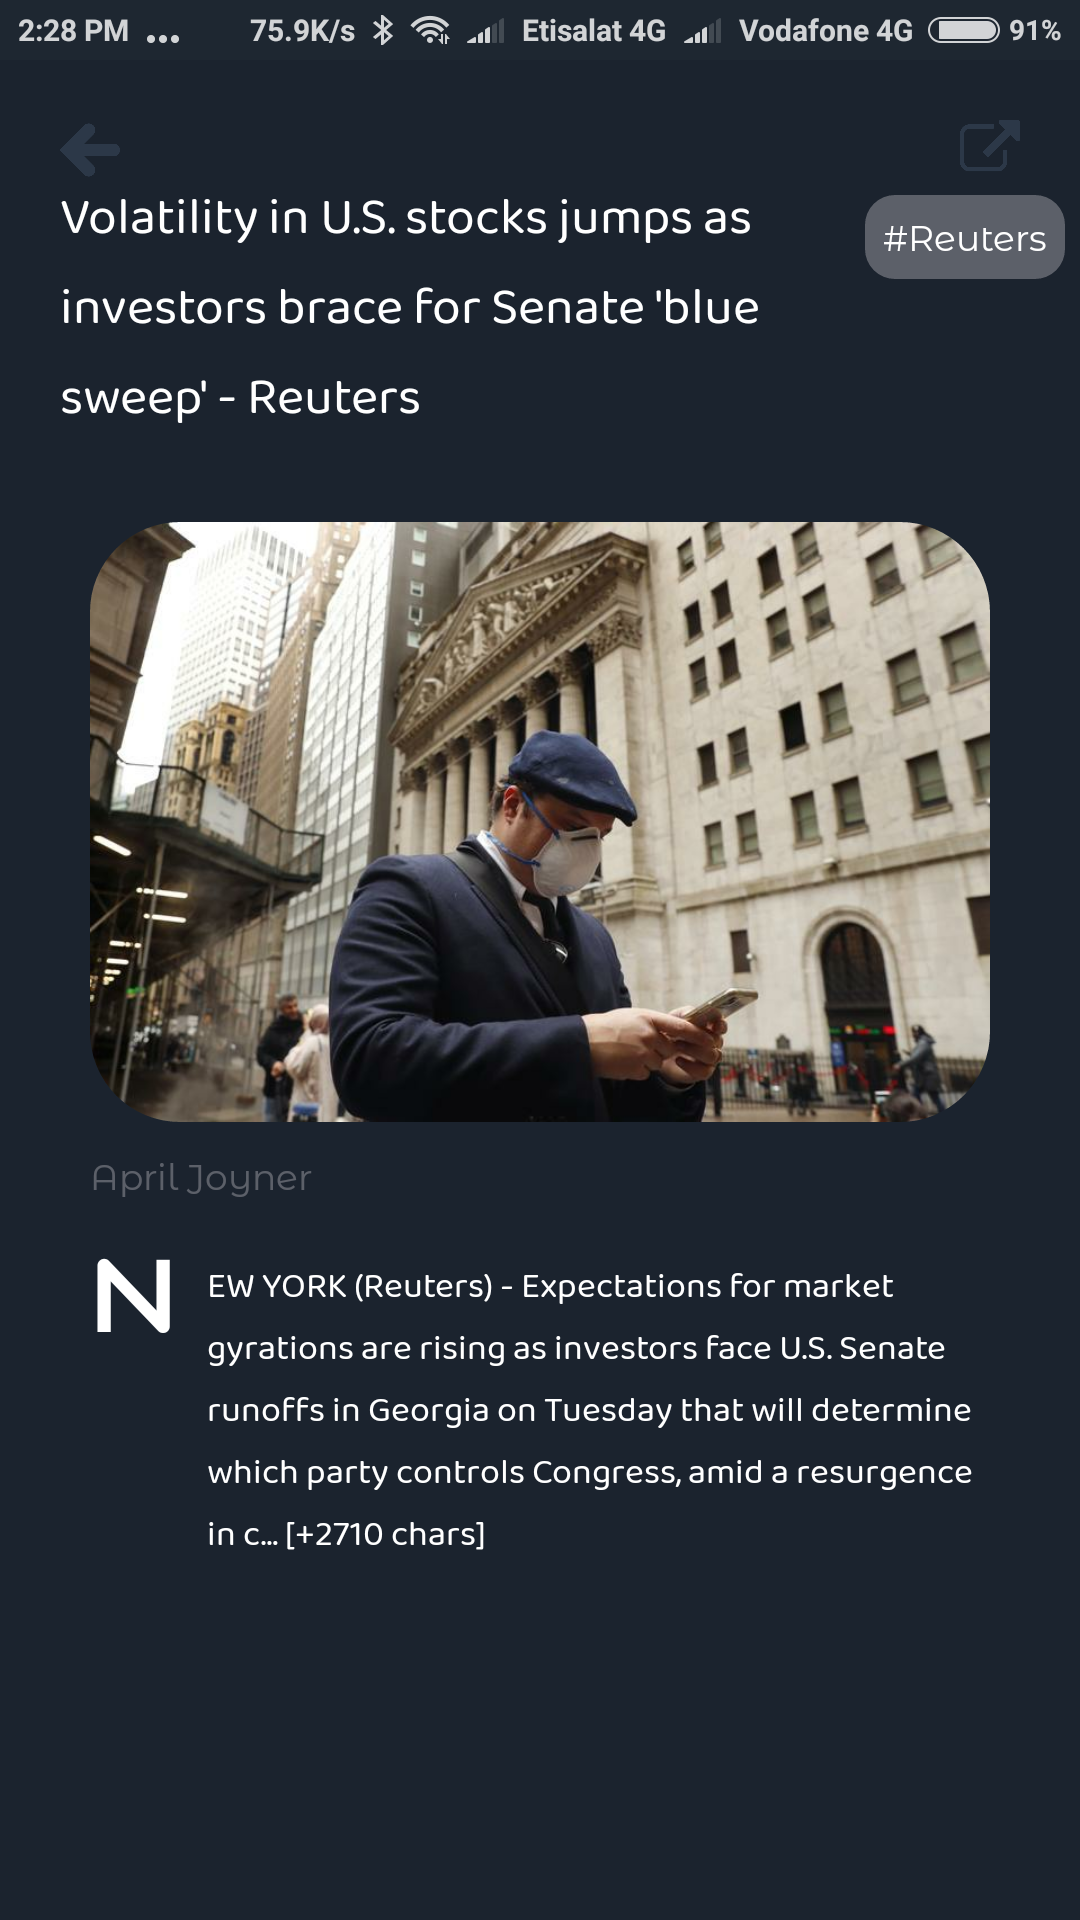 2:28 PM ... 75.9K/s Etisalat 4G Vodafone 4G 91%
Volatility in U.S. stocks jumps as
investors brace for Senate 'blue
sweep' - Reuters
#Reuters
April Joyner
N
EW YORK (Reuters) - Expectations for market
gyrations are rising as investors face U.S. Senate
runoffs in Georgia on Tuesday that will determine
which party controls Congress, amid a resurgence
in c… [+2710 chars]